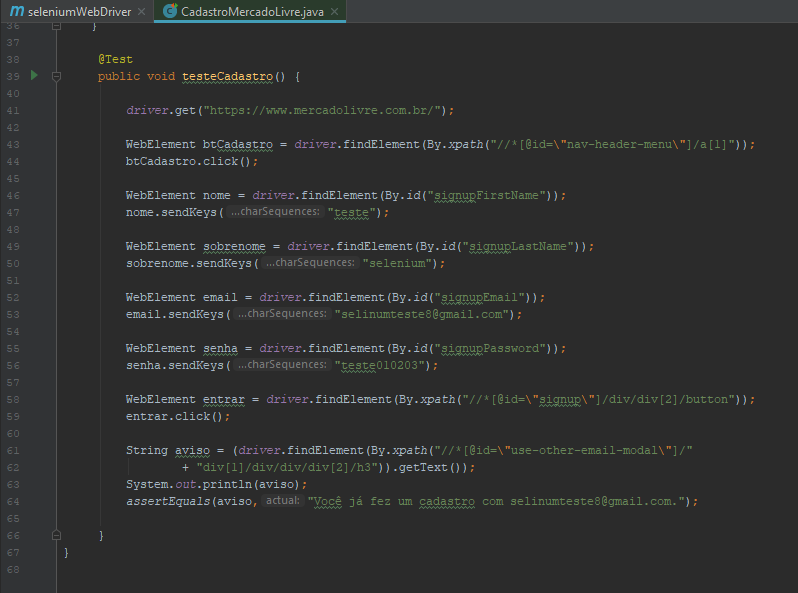 m seleniumWebDriver × C CadastroMercadoLivre.java ×
36 }
37
38 @Test
39 public void testeCadastro() {
40
41 driver.get("https://www.mercadolivre.com.br/");
42
43 WebElement btCadastro = driver.findElement(By.xpath("//*[@id=\"nav-header-menu\"]/a[1]"));
44 btCadastro.click();
45
46 WebElement nome = driver.findElement(By.id("signupFirstName"));
47 nome.sendKeys( ...charSequences: "teste");
48
49 WebElement sobrenome = driver.findElement(By.id("signupLastName"));
50 sobrenome.sendKeys( ...charSequences: "selenium");
51
52 WebElement email = driver.findElement(By.id("signupEmail"));
53 email.sendKeys( ...charSequences: "selinumteste8@gmail.com");
54
55 WebElement senha = driver.findElement(By.id("signupPassword"));
56 senha.sendKeys( ...charSequences: "teste010203");
57
58 WebElement entrar = driver.findElement(By.xpath("//*[@id=\"signup\"]/div/div[2]/button"));
59 entrar.click();
60
61 String aviso = (driver.findElement(By.xpath("//*[@id=\"use-other-email-modal\"]/"
62 + "div[1]/div/div/div[2]/h3")).getText());
63 System.out.println(aviso);
64 assertEquals(aviso, actual: "Você já fez um cadastro com selinumteste8@gmail.com.");
65
66 }
67 }
68